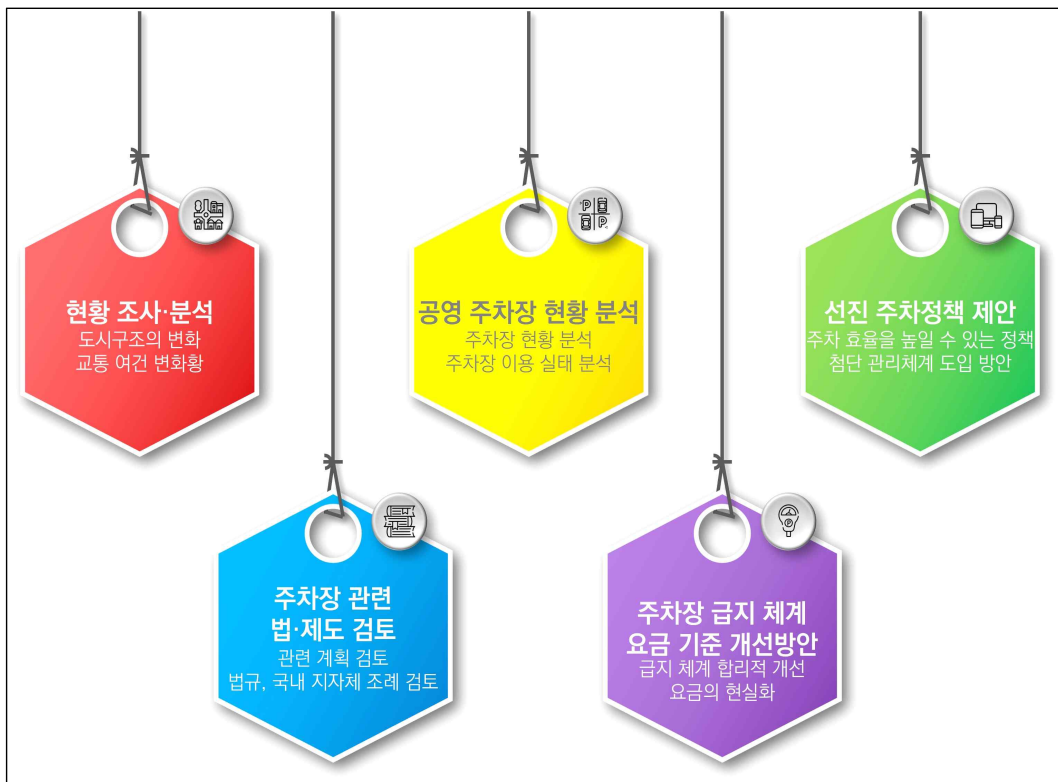 현황 조사·분석
도시구조의 변화
교통 여건 변화황
주차장 관련
법·제도 검토
관련 계획 검토
법규, 국내 지자체 조례 검토
공영 주차장 현황 분석
주차장 현황 분석
주차장 이용 실태 분석
주차장 급지 체계
요금 기준 개선방안
급지 체계 합리적 개선
요금의 현실화
선진 주차정책 제안
주차 효율을 높일 수 있는 정책
첨단 관리체계 도입 방안